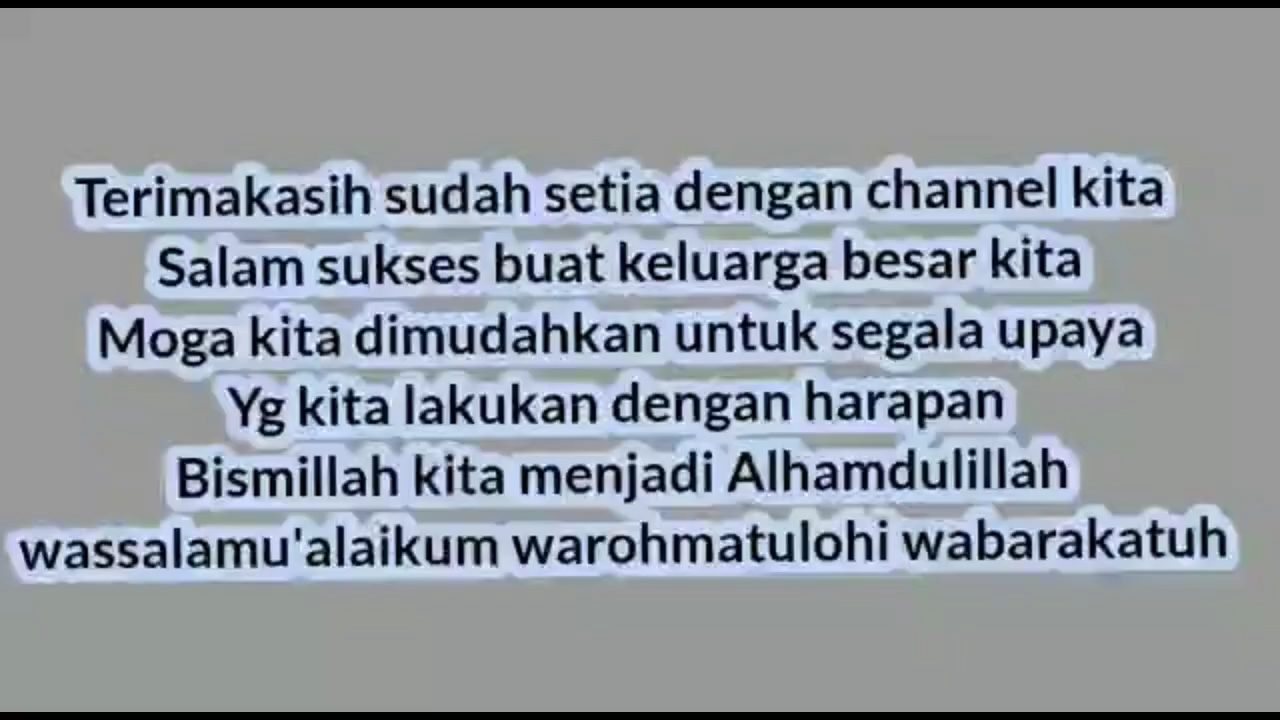 Terimakasih sudah setia dengan channel kita
Salam sukses buat keluarga besar kita
Moga kita dimudahkan untuk segala upaya
Yg kita lakukan dengan harapan
Bismillah kita menjadi Alhamdulillah
wassalamu'alaikum warohmatulohi wabarakatuh